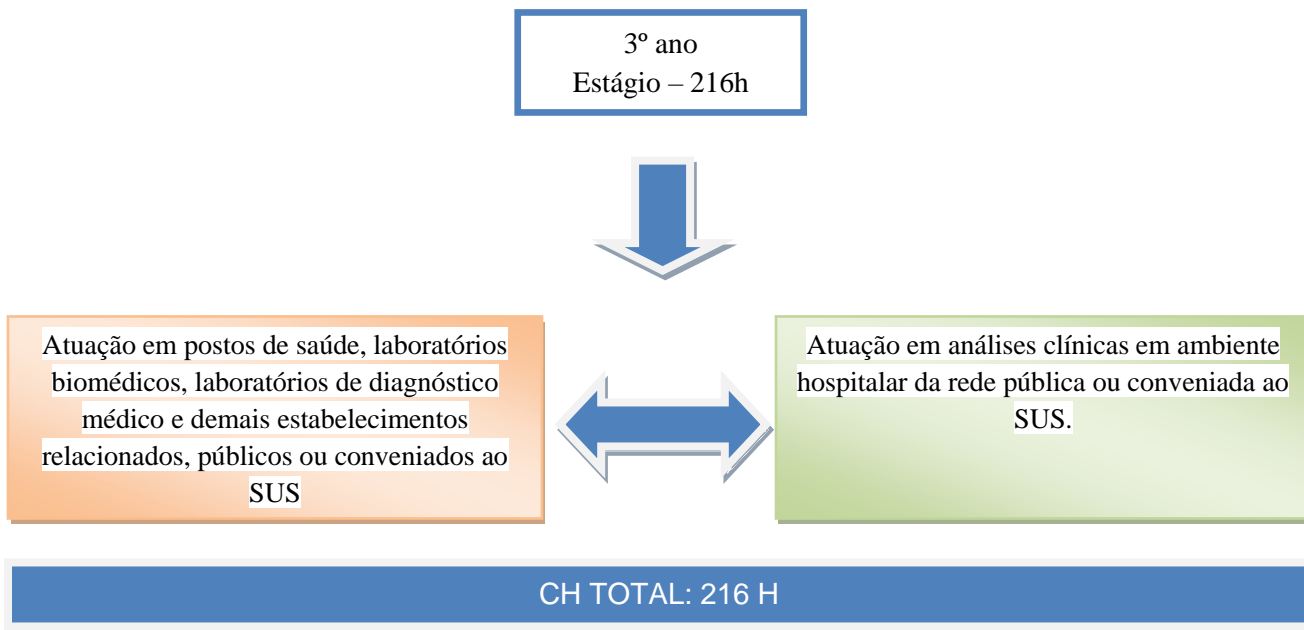 3º ano
Estágio – 216h
Atuação em postos de saúde, laboratórios
biomédicos, laboratórios de diagnóstico
médico e demais estabelecimentos
relacionados, públicos ou conveniados ao
SUS
Atuação em análises clínicas em ambiente
hospitalar da rede pública ou conveniada ao
SUS.
CH TOTAL: 216 H